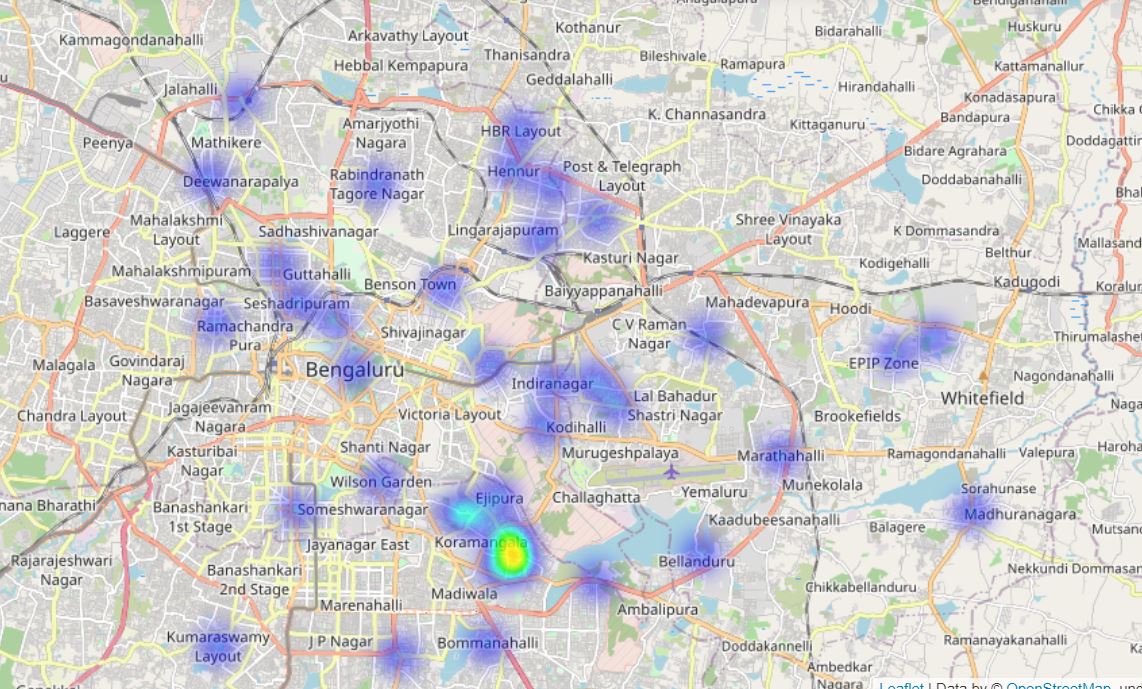 Anagalapura
Bendiganahalli
Kothanur
Huskuru
Kammagondanahalli
Arkavathy Layout
Bidarahalli
Thanisandra
Bileshivale
Hebbal Kempapura
Ramapura
Kattamanallur
Geddalahalli
Jalahalli
Hirandahalli
Konadasapura
K. Channasandra
Chikka
Bandapura
Amarjyothi
Nagara
Kittaganuru
HBR Layout
Peenya
Mathikere
Doddagattin
Bidare Agrahara
Post & Telegraph
Layout
Hennur
Rabindranath
Tagore Nagar
Deewanarapalya
Doddabanahalli
Bhak
Mahalakshmi
Layout
Shree Vinayaka
Layout
Laggere
Sadhashivanagar
Lingarajapuram
K Dommasandra
Mallasand
Belthur
Kasturi Nagar
Kodigehalli
Mahalakshmipuram
Guttahalli
Benson Town
Kadugodi
Koralur
Baiyyappanahalli
Basaveshwaranagar
Seshadripuram
Mahadevapura
Hoodi
Ramachandra
Pura
Shivajinagar
C V Raman
Nagar
Thirumalashet
Malagala
Govindaraj
Nagara
EPIP Zone
Bengaluru
Nagondanahalli
Indiranagar
Whitefield
Lal Bahadur
Shastri Nagar
Naga
Chandra Layout
Jagajeevanram
Nagara
Victoria Layout
Brookefields
Kodihalli
Shanti Nagar
Haroha
Kasturibai
Nagar
Murugeshpalaya
Marathahalli
Ramagondanahalli
Valepura
Wilson Garden
Munekolala
Sorahunase
Yemaluru
Ejipura
Challaghatta
nana Bharathi
Banashankari
1st Stage
Someshwaranagar
Madhuranagara
Kaadubeesanahalli
Balagere
Mutsan
Koramangala
Jayanagar East
Rajarajeshwari
Nagar
Bellanduru
Nekkundi Dommasan
Banashankari
2nd Stage
Chikkabellanduru
Madiwala
Marenahalli
Ambalipura
Kumaraswamy
Layout
J P Nagar
Bommanahalli
Ramanayakanahalli
Doddakannelli
Ambedkar
Nagara
Leaflet | Data by © OpenStreetMap, und